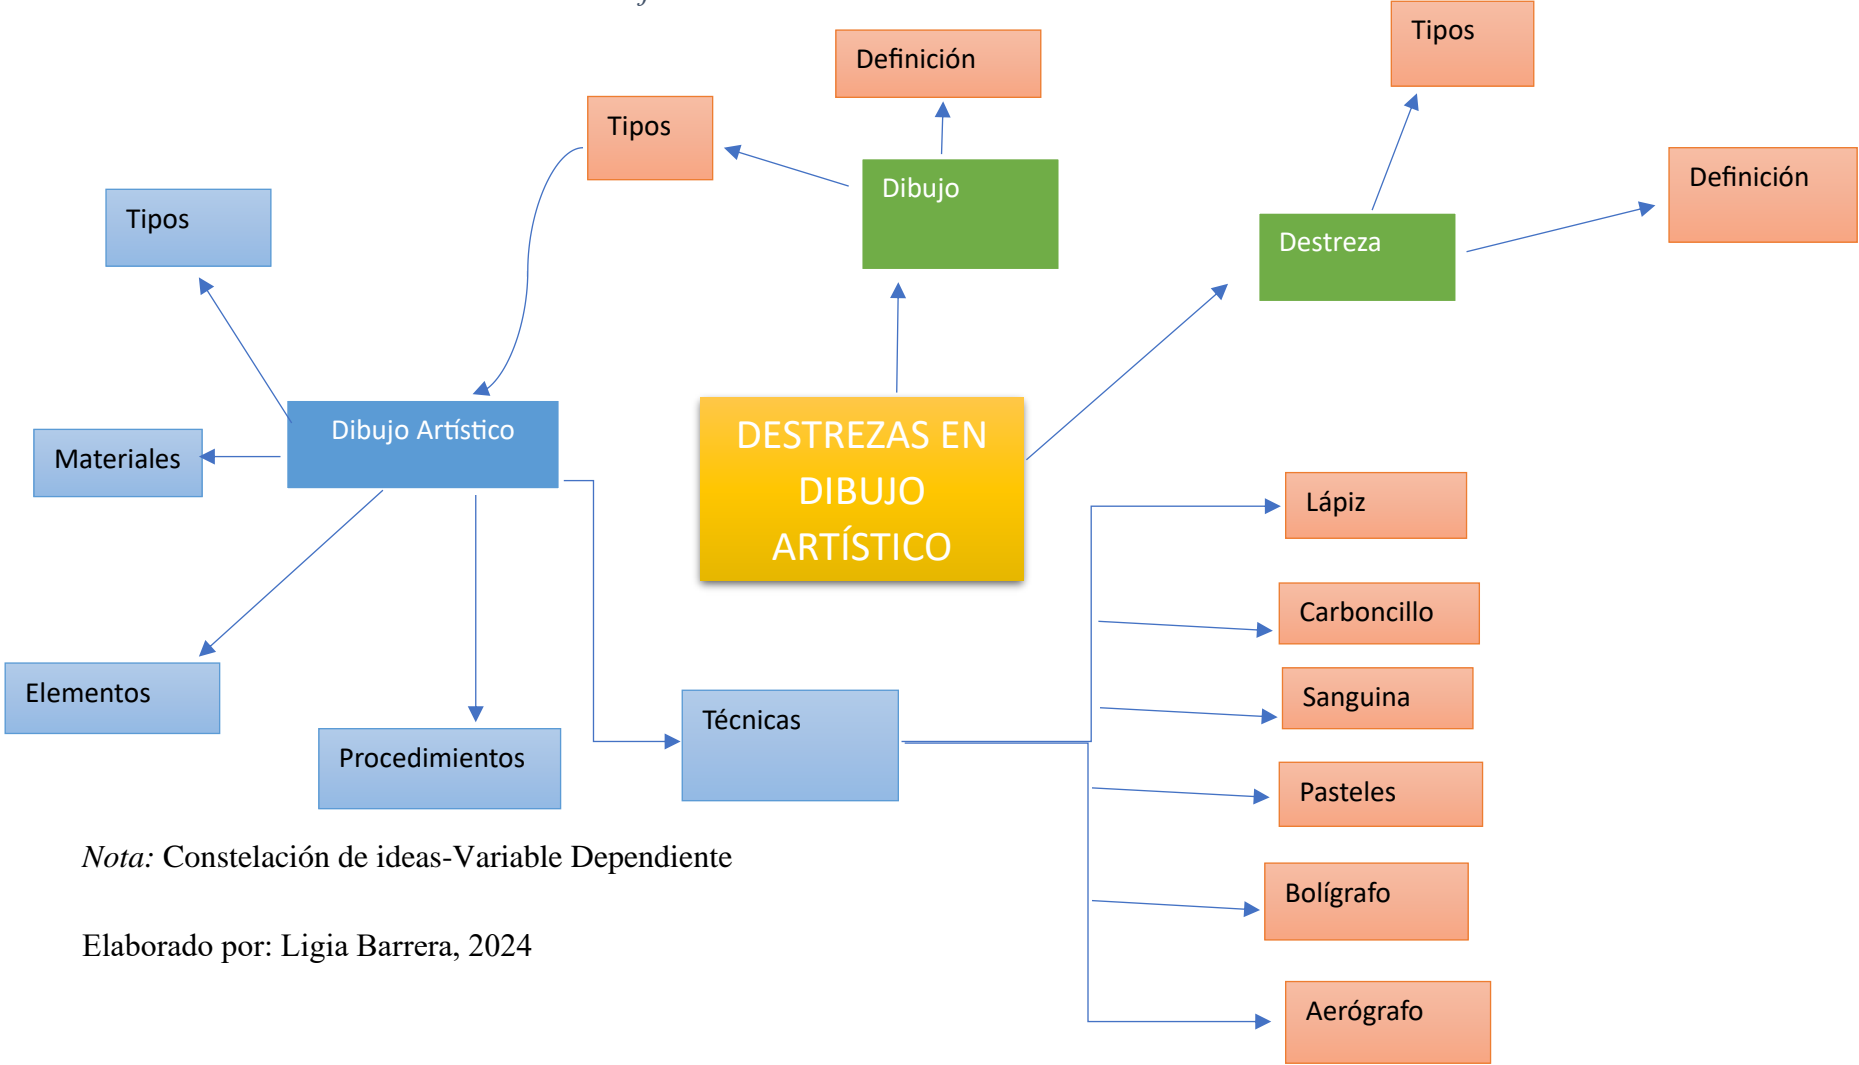 Tipos
Definición
Tipos
Dibujo
Definición
Tipos
Destreza
Dibujo Artístico
DESTREZAS EN
DIBUJO
ARTÍSTICO
Materiales
Lápiz
Carboncillo
Elementos
Sanguina
Técnicas
Procedimientos
Pasteles
Nota: Constelación de ideas-Variable Dependiente
Bolígrafo
Elaborado por: Ligia Barrera, 2024
Aerógrafo